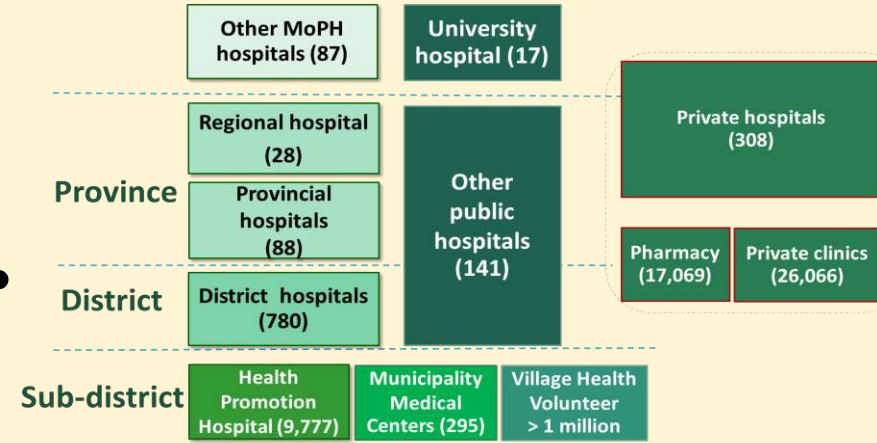 Other MoPH
hospitals (87)
University
hospital (17)
Province
Regional hospital
(28)
Provincial
hospitals
(88)
Other
public
hospitals
(141)
Private hospitals
(308)
Pharmacy
(17,069)
Private clinics
(26,066)
District
District hospitals
(780)
Sub-district
Health
Promotion
Hospital (9,777)
Municipality
Medical
Centers (295)
Village Health
Volunteer
> 1 million